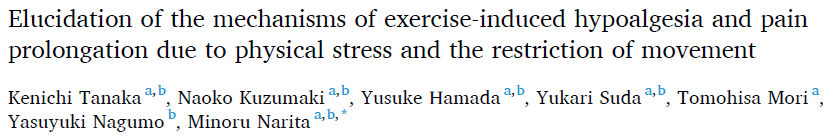 Elucidation of the mechanisms of exercise-induced hypoalgesia and pain
prolongation due to physical stress and the restriction of movement
Kenichi Tanaka a,b, Naoko Kuzumaki a,b, Yusuke Hamada a,b, Yukari Suda a,b, Tomohisa Mori a,
Yasuyuki Nagumo b, Minoru Narita a,b,*